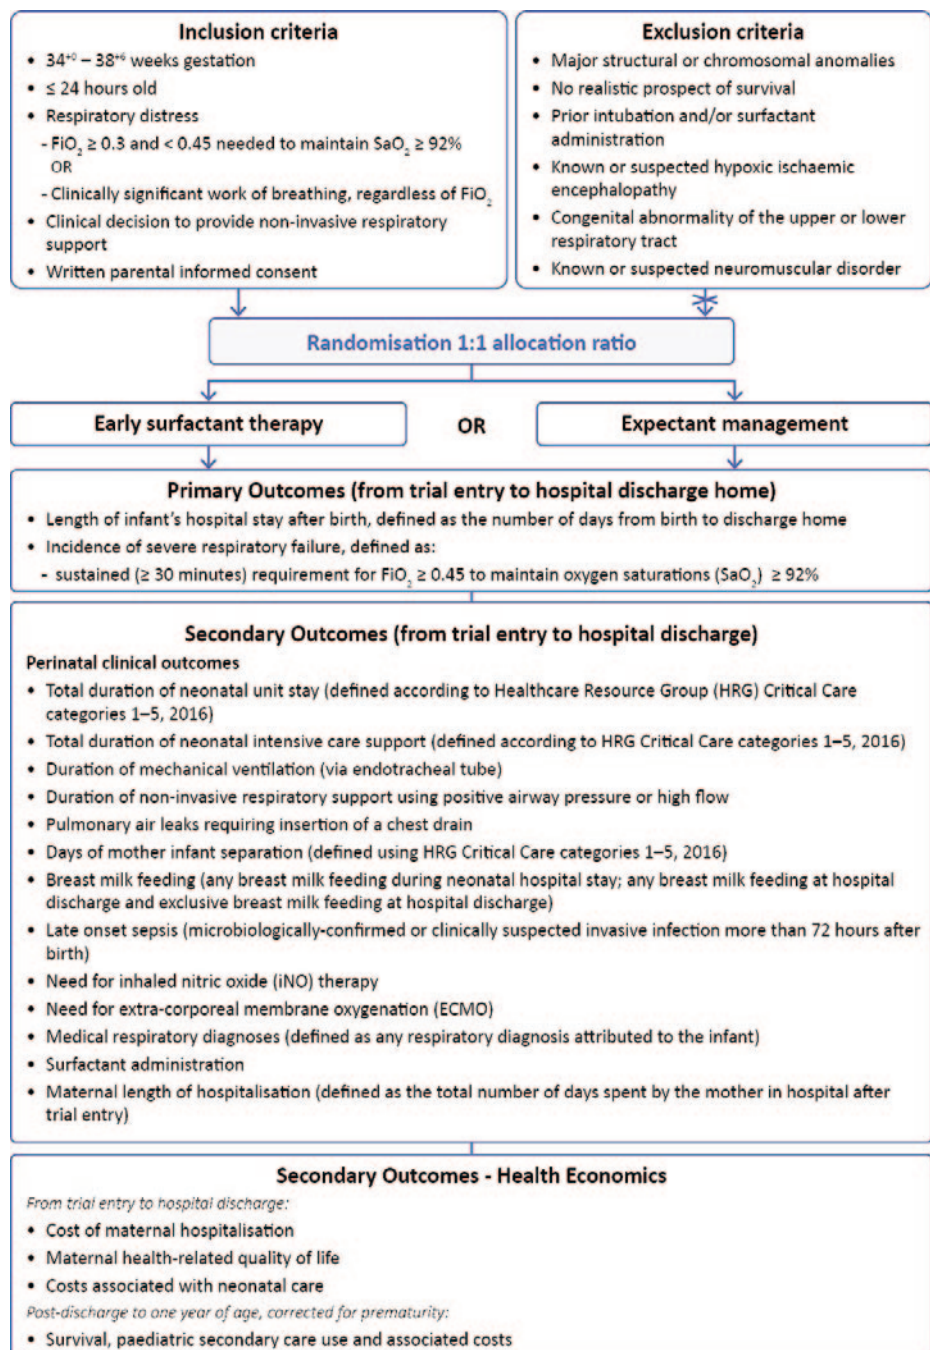 Inclusion criteria
• 34⁺⁰ – 38⁺⁶ weeks gestation
• ≤ 24 hours old
• Respiratory distress
- FiO₂ ≥ 0.3 and < 0.45 needed to maintain SaO₂ ≥ 92%
OR
- Clinically significant work of breathing, regardless of FiO₂
• Clinical decision to provide non-invasive respiratory
support
• Written parental informed consent
Exclusion criteria
• Major structural or chromosomal anomalies
• No realistic prospect of survival
• Prior intubation and/or surfactant
administration
• Known or suspected hypoxic ischaemic
encephalopathy
• Congenital abnormality of the upper or lower
respiratory tract
• Known or suspected neuromuscular disorder
Randomisation 1:1 allocation ratio
Early surfactant therapy
OR
Expectant management
Primary Outcomes (from trial entry to hospital discharge home)
• Length of infant's hospital stay after birth, defined as the number of days from birth to discharge home
• Incidence of severe respiratory failure, defined as:
- sustained (≥ 30 minutes) requirement for FiO₂ ≥ 0.45 to maintain oxygen saturations (SaO₂) ≥ 92%
Secondary Outcomes (from trial entry to hospital discharge)
Perinatal clinical outcomes
• Total duration of neonatal unit stay (defined according to Healthcare Resource Group (HRG) Critical Care
categories 1–5, 2016)
• Total duration of neonatal intensive care support (defined according to HRG Critical Care categories 1–5, 2016)
• Duration of mechanical ventilation (via endotracheal tube)
• Duration of non-invasive respiratory support using positive airway pressure or high flow
• Pulmonary air leaks requiring insertion of a chest drain
• Days of mother infant separation (defined using HRG Critical Care categories 1–5, 2016)
• Breast milk feeding (any breast milk feeding during neonatal hospital stay; any breast milk feeding at hospital
discharge and exclusive breast milk feeding at hospital discharge)
• Late onset sepsis (microbiologically-confirmed or clinically suspected invasive infection more than 72 hours after
birth)
• Need for inhaled nitric oxide (iNO) therapy
• Need for extra-corporeal membrane oxygenation (ECMO)
• Medical respiratory diagnoses (defined as any respiratory diagnosis attributed to the infant)
• Surfactant administration
• Maternal length of hospitalisation (defined as the total number of days spent by the mother in hospital after
trial entry)
Secondary Outcomes - Health Economics
From trial entry to hospital discharge:
• Cost of maternal hospitalisation
• Maternal health-related quality of life
• Costs associated with neonatal care
Post-discharge to one year of age, corrected for prematurity:
• Survival, paediatric secondary care use and associated costs